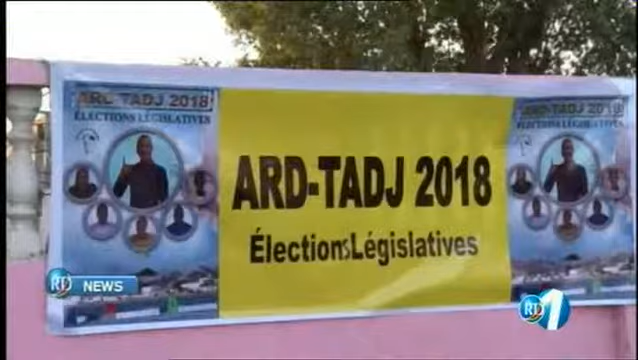 ARD-TADJ 2018
ÉLECTIONS LÉGISLATIVES
ARD-TADJ 2018
ÉlectionsLégislatives
ARD-TADJ 2018
ÉLECTIONS LÉGISLATIVES
RTD NEWS
RTD 1